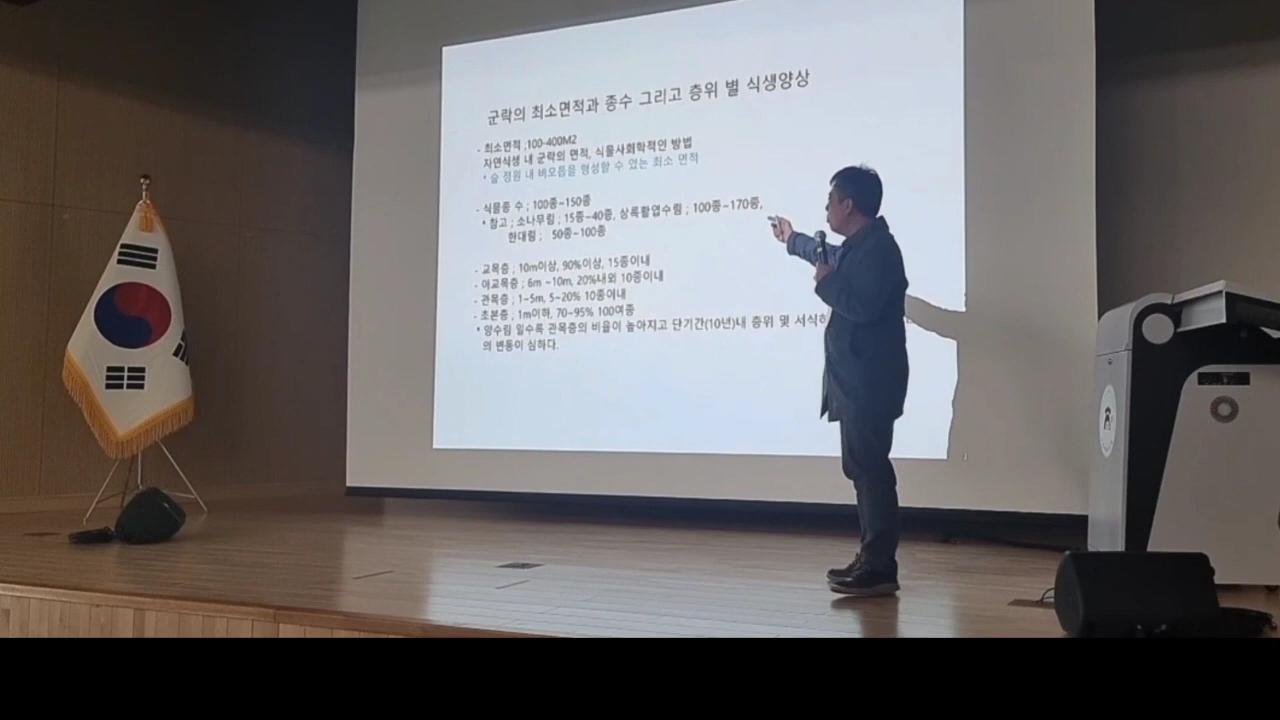 군락의 최소면적과 종수 그리고 층위 별 식생양상
- 최소면적 ;100-400M2
자연식생 내 군락의 면적, 식물사회학적인 방법
* 숲 정원 내 비오톱을 형성할 수 있는 최소 면적
- 식물종 수 ; 100종~150종
* 참고 ; 소나무림 ; 15종~40종, 상록활엽수림 ; 100종~170종,
한대림 ; 50종~100종
- 교목층 ; 10m이상, 90%이상, 15종이내
- 아교목층 ; 6m ~10m, 20%내외 10종이내
- 관목층 ; 1~5m, 5~20% 10종이내
- 초본층 ; 1m이하, 70~95% 100여종
* 양수림 일수록 관목층의 비율이 높아지고 단기간(10년)내 층위 몇
의 변동이 심하다.